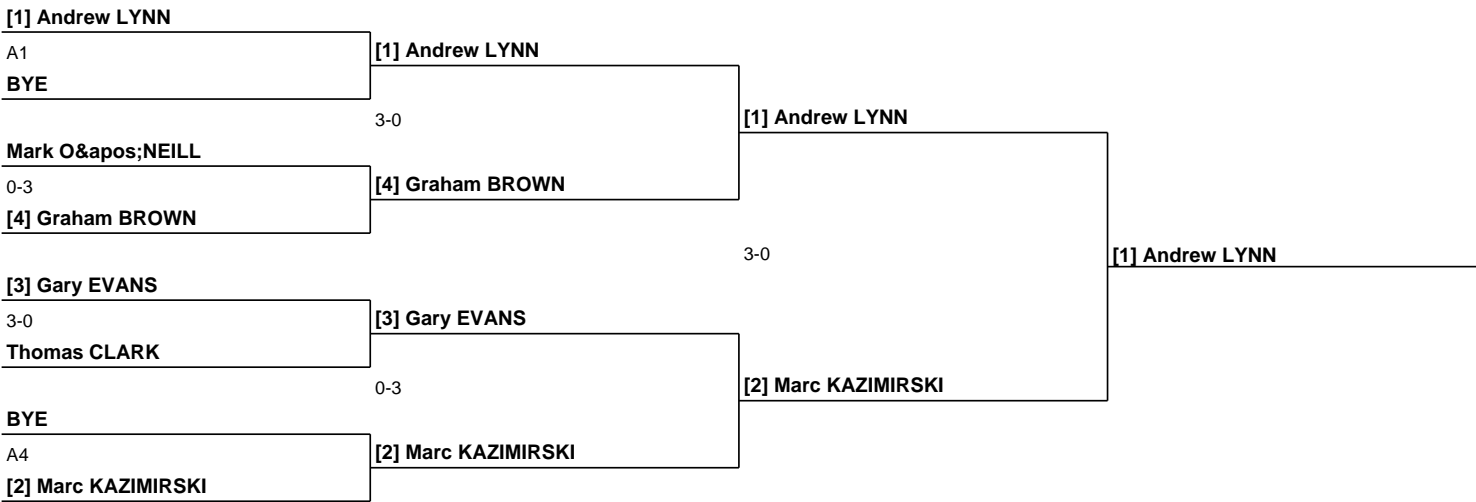 [1] Andrew LYNN
A1
[1] Andrew LYNN
BYE
3-0
[1] Andrew LYNN
Mark O&apos;NEILL
0-3
[4] Graham BROWN
[4] Graham BROWN
3-0
[1] Andrew LYNN
[3] Gary EVANS
3-0
[3] Gary EVANS
Thomas CLARK
0-3
[2] Marc KAZIMIRSKI
BYE
A4
[2] Marc KAZIMIRSKI
[2] Marc KAZIMIRSKI